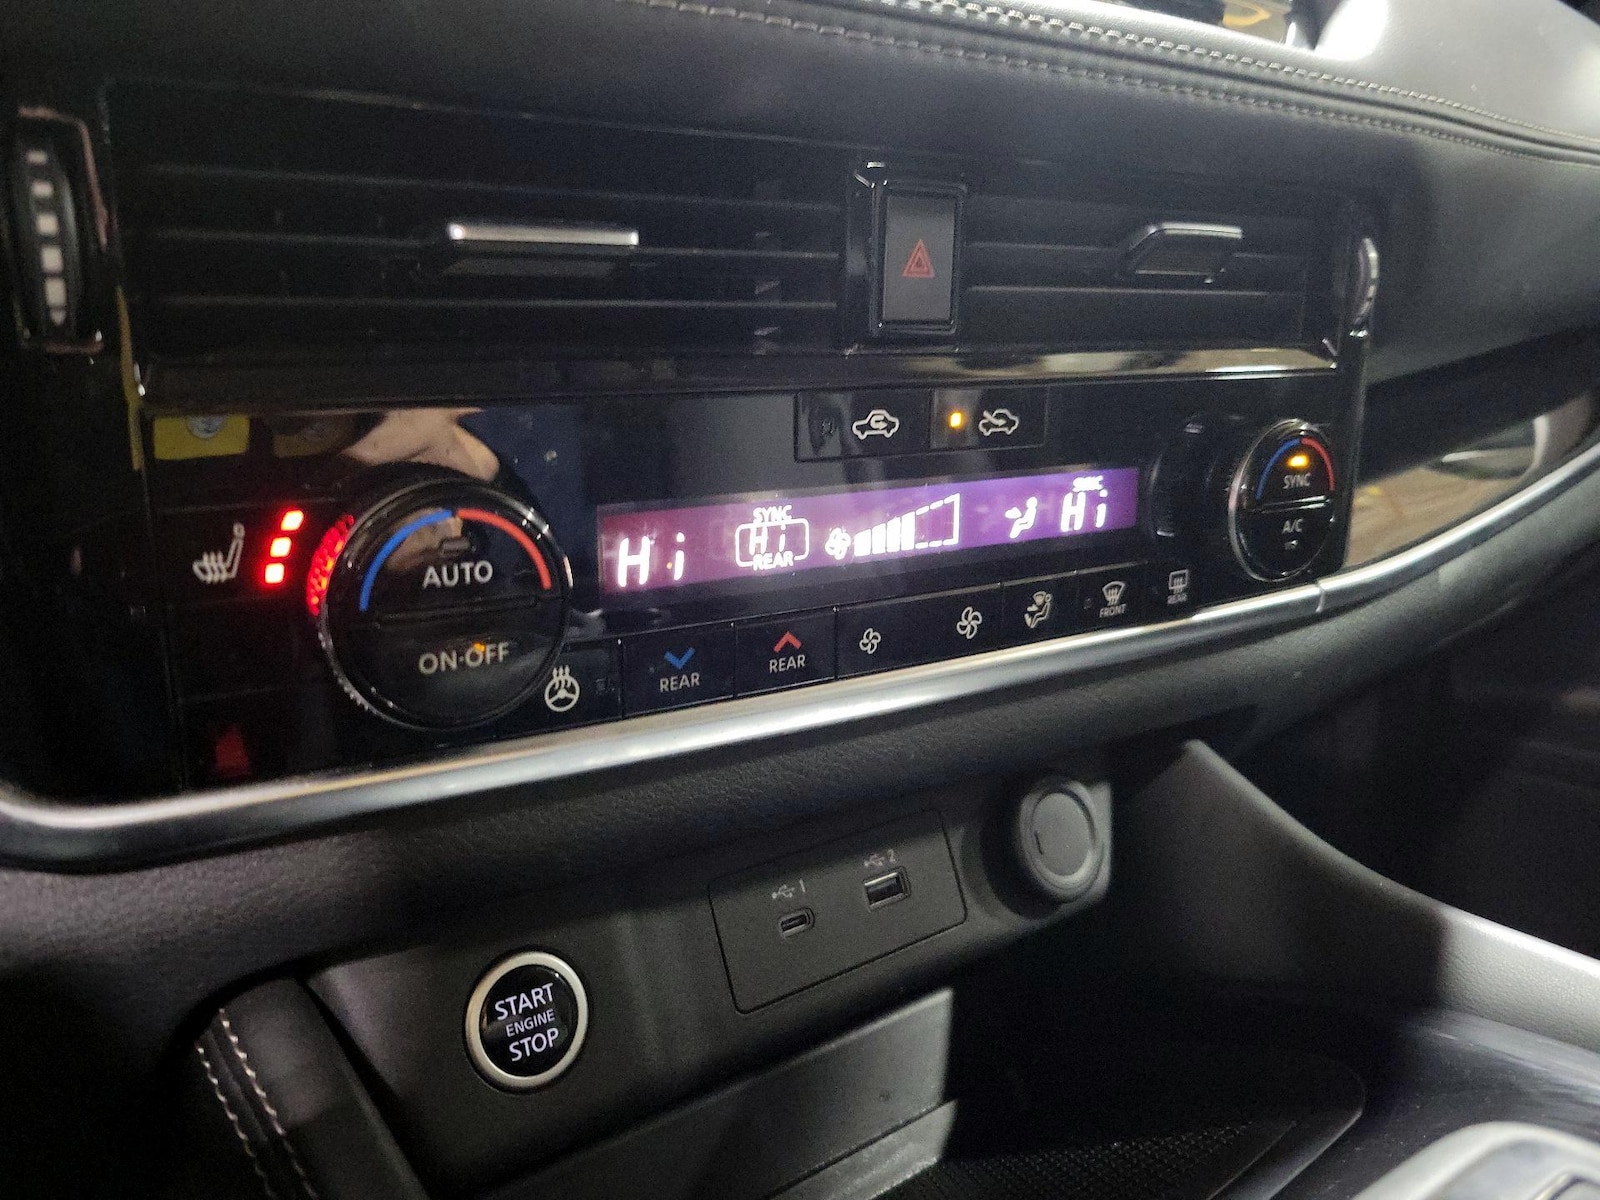 SYNC
AUTO
ON·OFF
Hi
SYNC
Hi
REAR
SYNC
Hi
A/C
REAR
REAR
FRONT
REAR
1
2
START
ENGINE
STOP